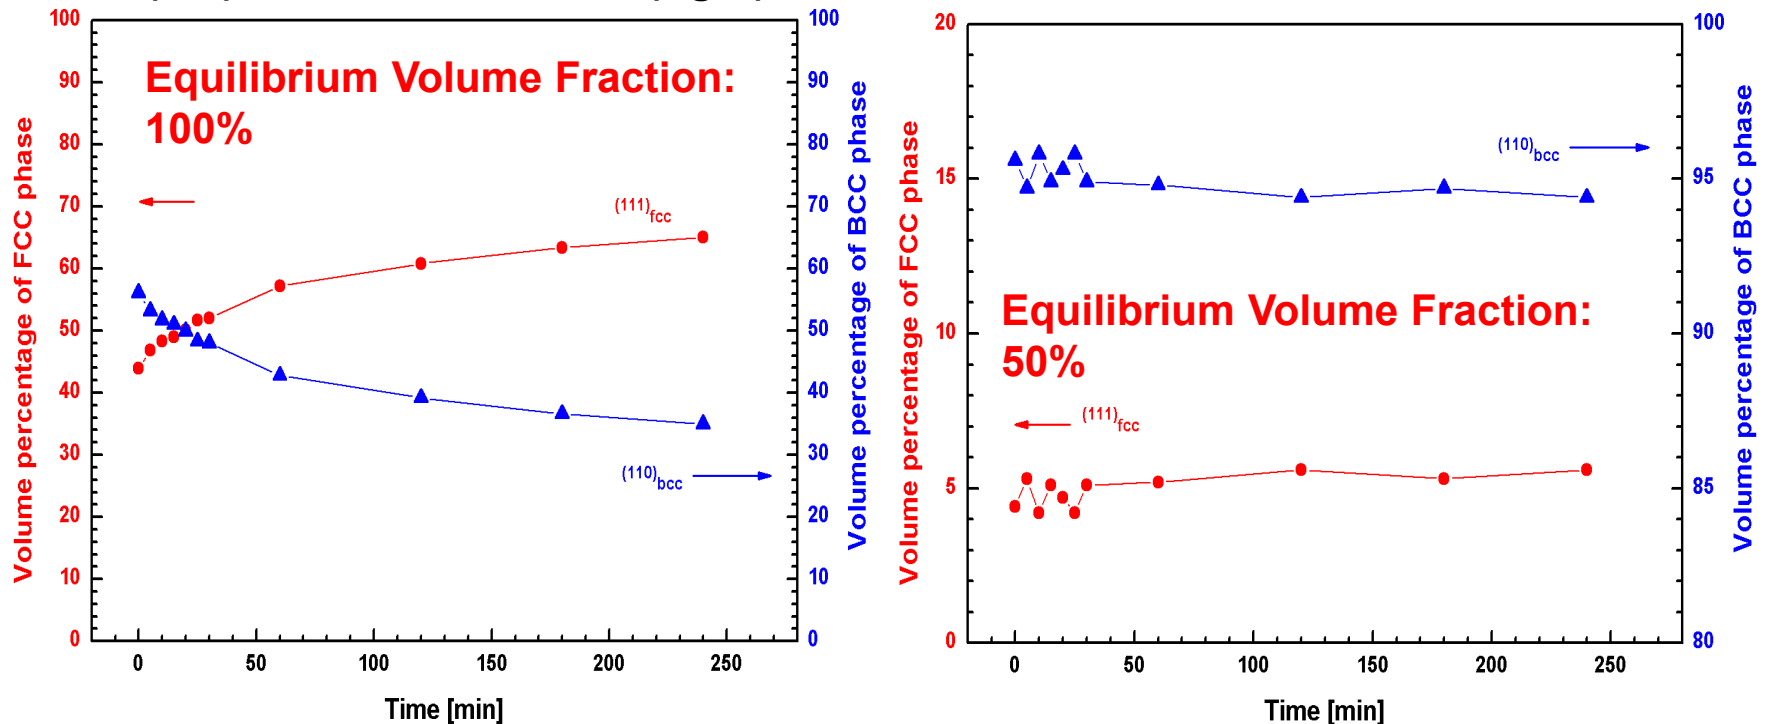 Equilibrium Volume Fraction:
100%
(111)fcc
(110)bcc
Volume percentage of FCC phase
Volume percentage of BCC phase
100
90
80
70
60
50
40
30
20
10
0
100
90
80
70
60
50
40
30
20
10
0
0 50 100 150 200 250
Time [min]
(110)bcc
Equilibrium Volume Fraction:
50%
(111)fcc
Volume percentage of FCC phase
Volume percentage of BCC phase
20
15
10
5
0
100
95
90
85
80
0 50 100 150 200 250
Time [min]